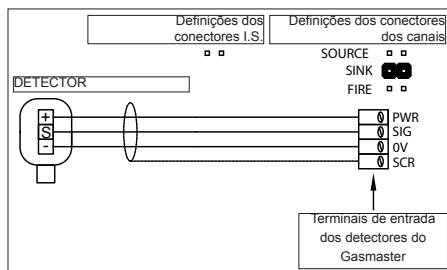 Definições dos
conectores I.S.
Definições dos conectores
dos canais
SOURCE
SINK
FIRE
DETECTOR
+
S
-
PWR
SIG
0V
SCR
Terminais de entrada
dos detectores do
Gasmaster